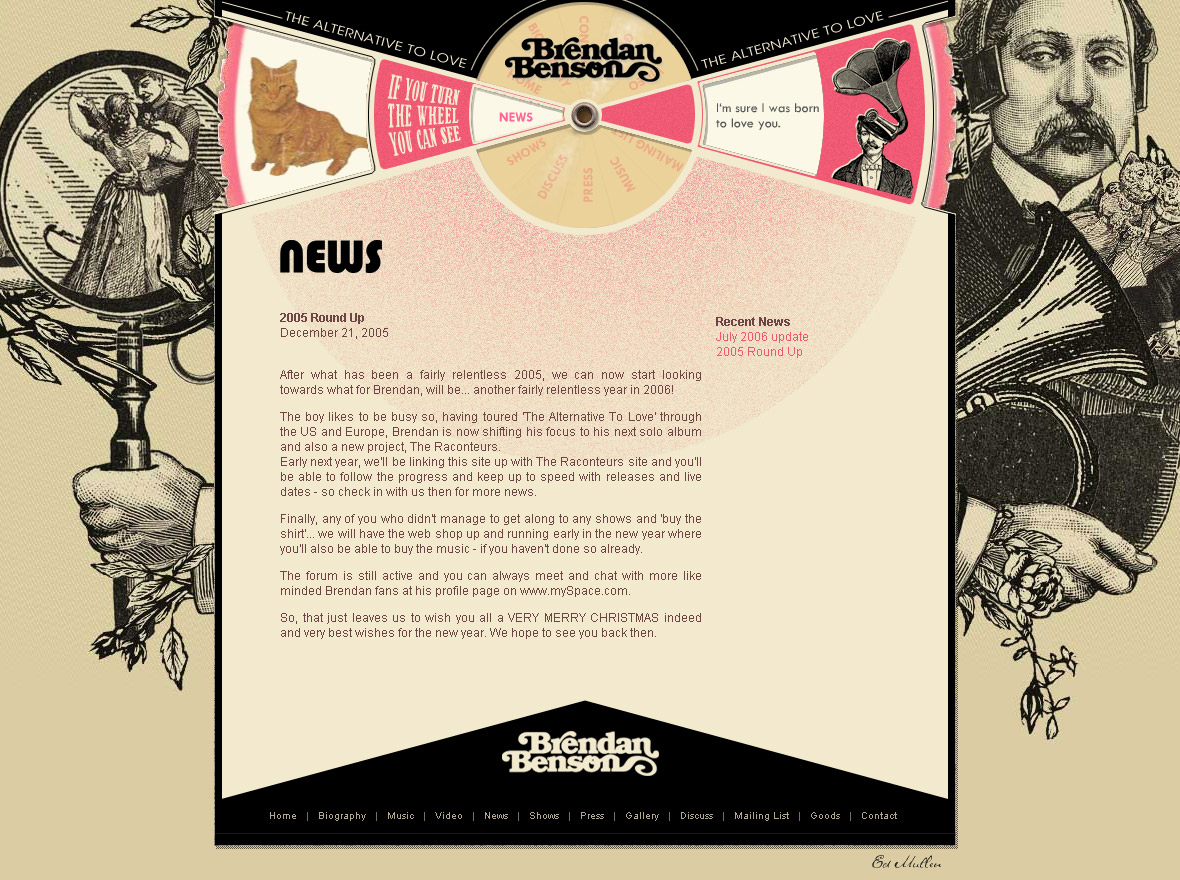 THE ALTERNATIVE TO LOVE
THE ALTERNATIVE TO LOVE
Brendan
Benson
IF YOU TURN
THE WHEEL
YOU CAN SEE
NEWS
I'm sure I was born
to love you.
SHOWS
DISCUSS
PRESS
MUSIC
MAILING
NEWS
2005 Round Up
December 21, 2005
After what has been a fairly relentless 2005, we can now start looking
towards what for Brendan, will be... another fairly relentless year in 2006!
The boy likes to be busy so, having toured 'The Alternative To Love' through
the US and Europe, Brendan is now shifting his focus to his next solo album
and also a new project, The Raconteurs.
Early next year, we'll be linking this site up with The Raconteurs site and you'll
be able to follow the progress and keep up to speed with releases and live
dates - so check in with us then for more news.
Finally, any of you who didn't manage to get along to any shows and 'buy the
shirt'... we will have the web shop up and running early in the new year where
you'll also be able to buy the music - if you haven't done so already.
The forum is still active and you can always meet and chat with more like
minded Brendan fans at his profile page on www.mySpace.com.
So, that just leaves us to wish you all a VERY MERRY CHRISTMAS indeed
and very best wishes for the new year. We hope to see you back then.
Recent News
July 2006 update
2005 Round Up
Brendan
Benson
Home | Biography | Music | Video | News | Shows | Press | Gallery | Discuss | Mailing List | Goods | Contact
Ed Mullen